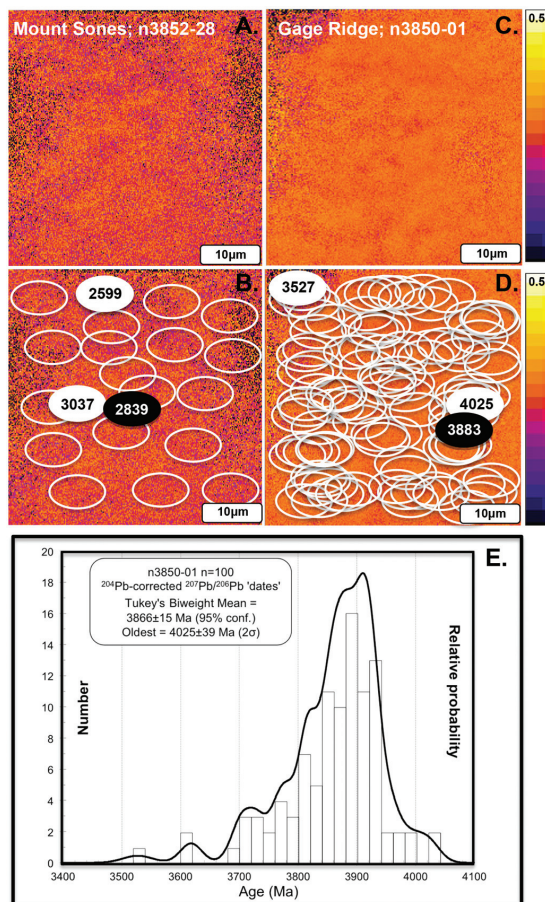 Mount Sones; n3852-28
A.
Gage Ridge; n3850-01
C.
0.5
10µm
10µm
B.
2599
3037
2839
10µm
D.
3527
4025
3883
10µm
0.5
E.
n3850-01 n=100
²⁰⁴Pb-corrected ²⁰⁷Pb/²⁰⁶Pb 'dates'
Tukey's Biweight Mean =
3866±15 Ma (95% conf.)
Oldest = 4025±39 Ma (2σ)
Number
Relative probability
20
18
16
14
12
10
8
6
4
2
0
3400
3500
3600
3700
3800
3900
4000
4100
Age (Ma)